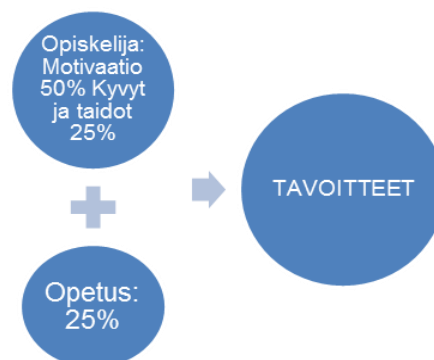 Opiskelija:
Motivaatio
50% Kyvyt
ja taidot
25%
TAVOITTEET
Opetus:
25%